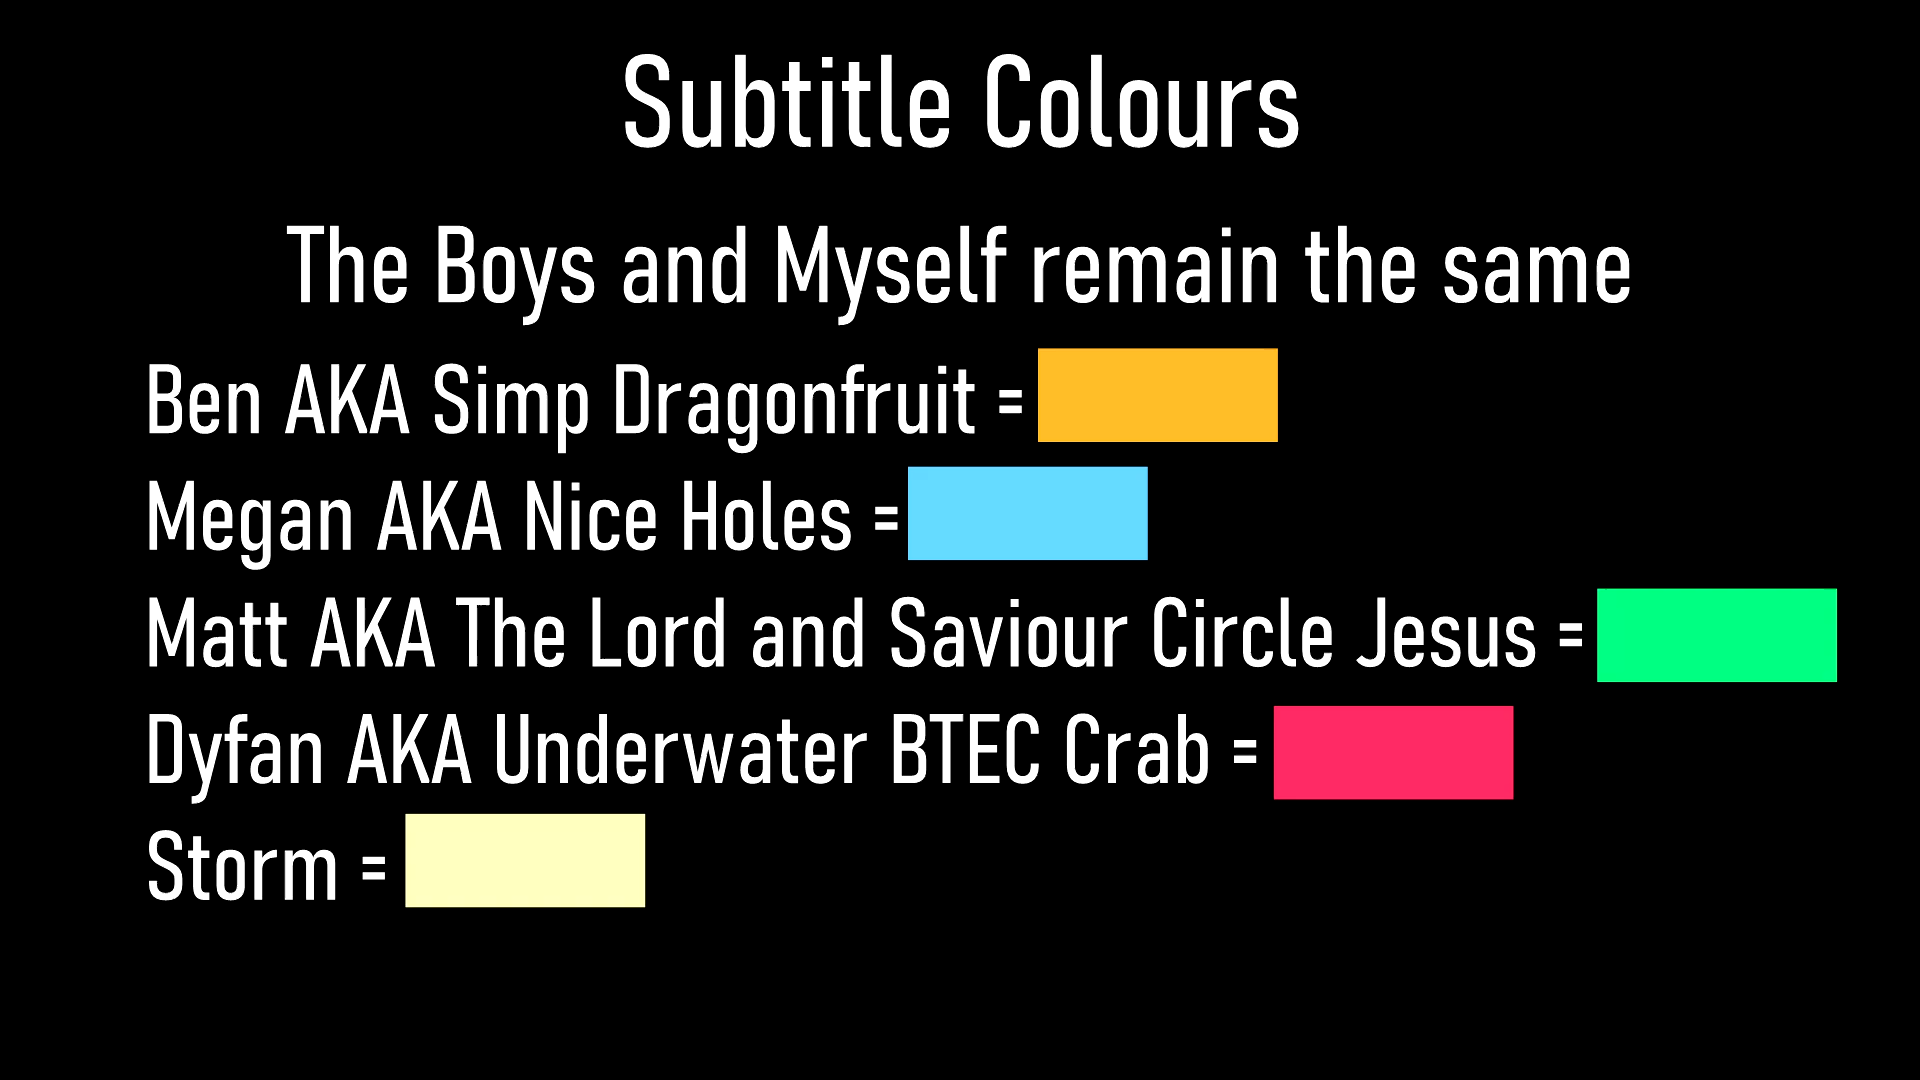 Subtitle Colours
The Boys and Myself remain the same
Ben AKA Simp Dragonfruit =
Megan AKA Nice Holes =
Matt AKA The Lord and Saviour Circle Jesus =
Dyfan AKA Underwater BTEC Crab =
Storm =